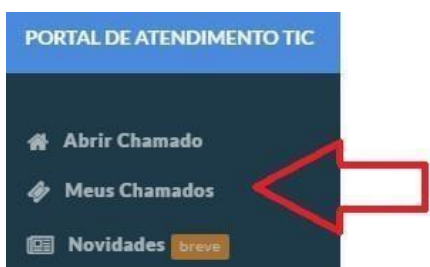 PORTAL DE ATENDIMENTO TIC
Abrir Chamado
Meus Chamados
Novidades breve